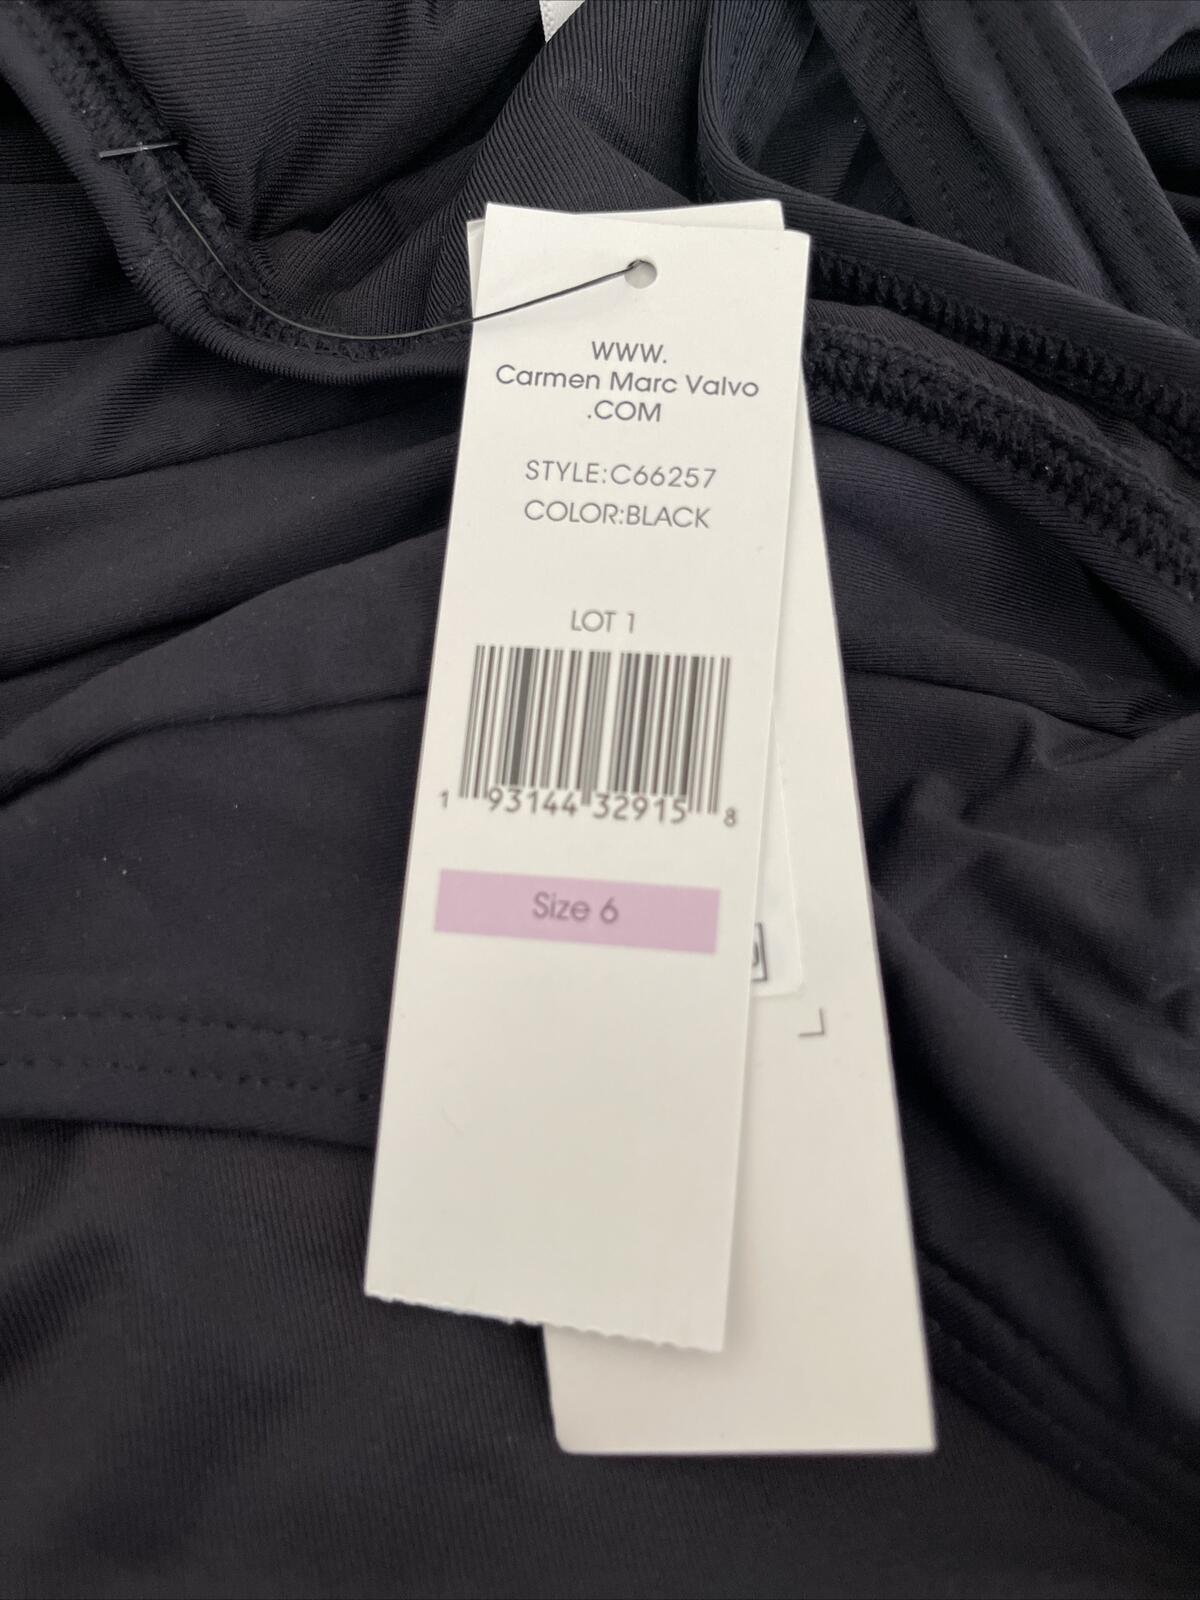 WWW.
Carmen Marc Valvo
.COM
STYLE:C66257
COLOR:BLACK
LOT 1
1 93144 32915 8
Size 6